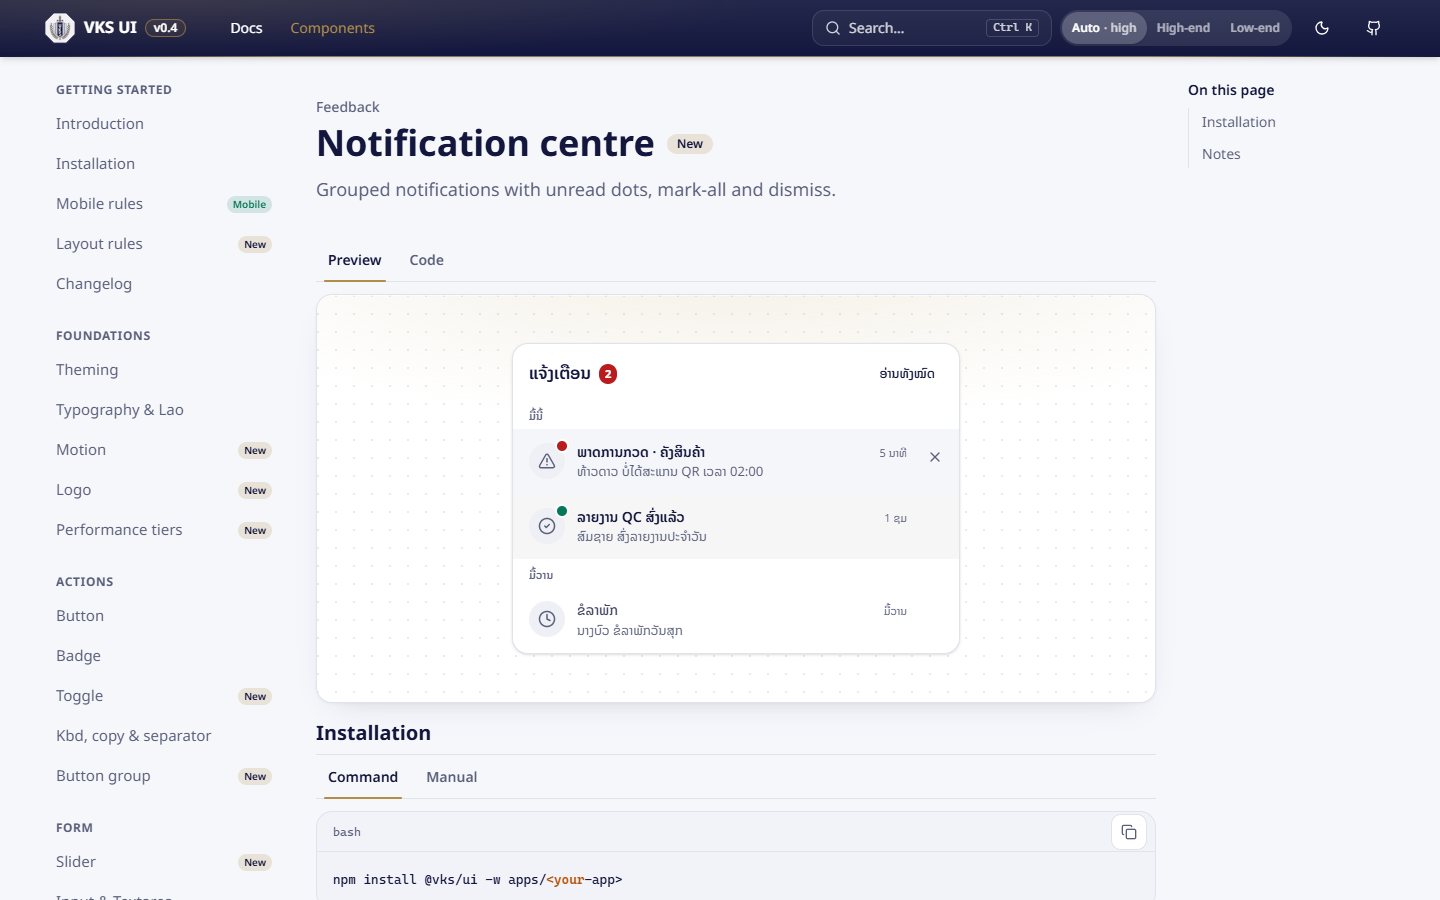 VKS UI v0.4 Docs Components Search... Ctrl K Auto · high High-end Low-end
GETTING STARTED
Introduction
Installation
Mobile rules Mobile
Layout rules New
Changelog
FOUNDATIONS
Theming
Typography & Lao
Motion New
Logo New
Performance tiers New
ACTIONS
Button
Badge
Toggle New
Kbd, copy & separator
Button group New
FORM
Slider New
Input & Textarea
Feedback
Notification centre New
Grouped notifications with unread dots, mark-all and dismiss.
Preview Code
ແຈ້ງເຕືອນ 2 ອ່ານທັງໝົດ
ມື້ນີ້
ພາດການກວດ · ຄັງສິນຄ້າ 5 ນາທີ
ທ້າວດາວ ບໍ່ໄດ້ສະແກນ QR ເວລາ 02:00
ລາຍງານ QC ສົ່ງແລ້ວ 1 ຊມ
ສົມຊາຍ ສົ່ງລາຍງານປະຈຳວັນ
ມື້ວານ
ຂໍລາພັກ ມື້ວານ
ນາງບົວ ຂໍລາພັກວັນສຸກ
Installation
Command Manual
bash
npm install @vks/ui -w apps/<your-app>
On this page
Installation
Notes